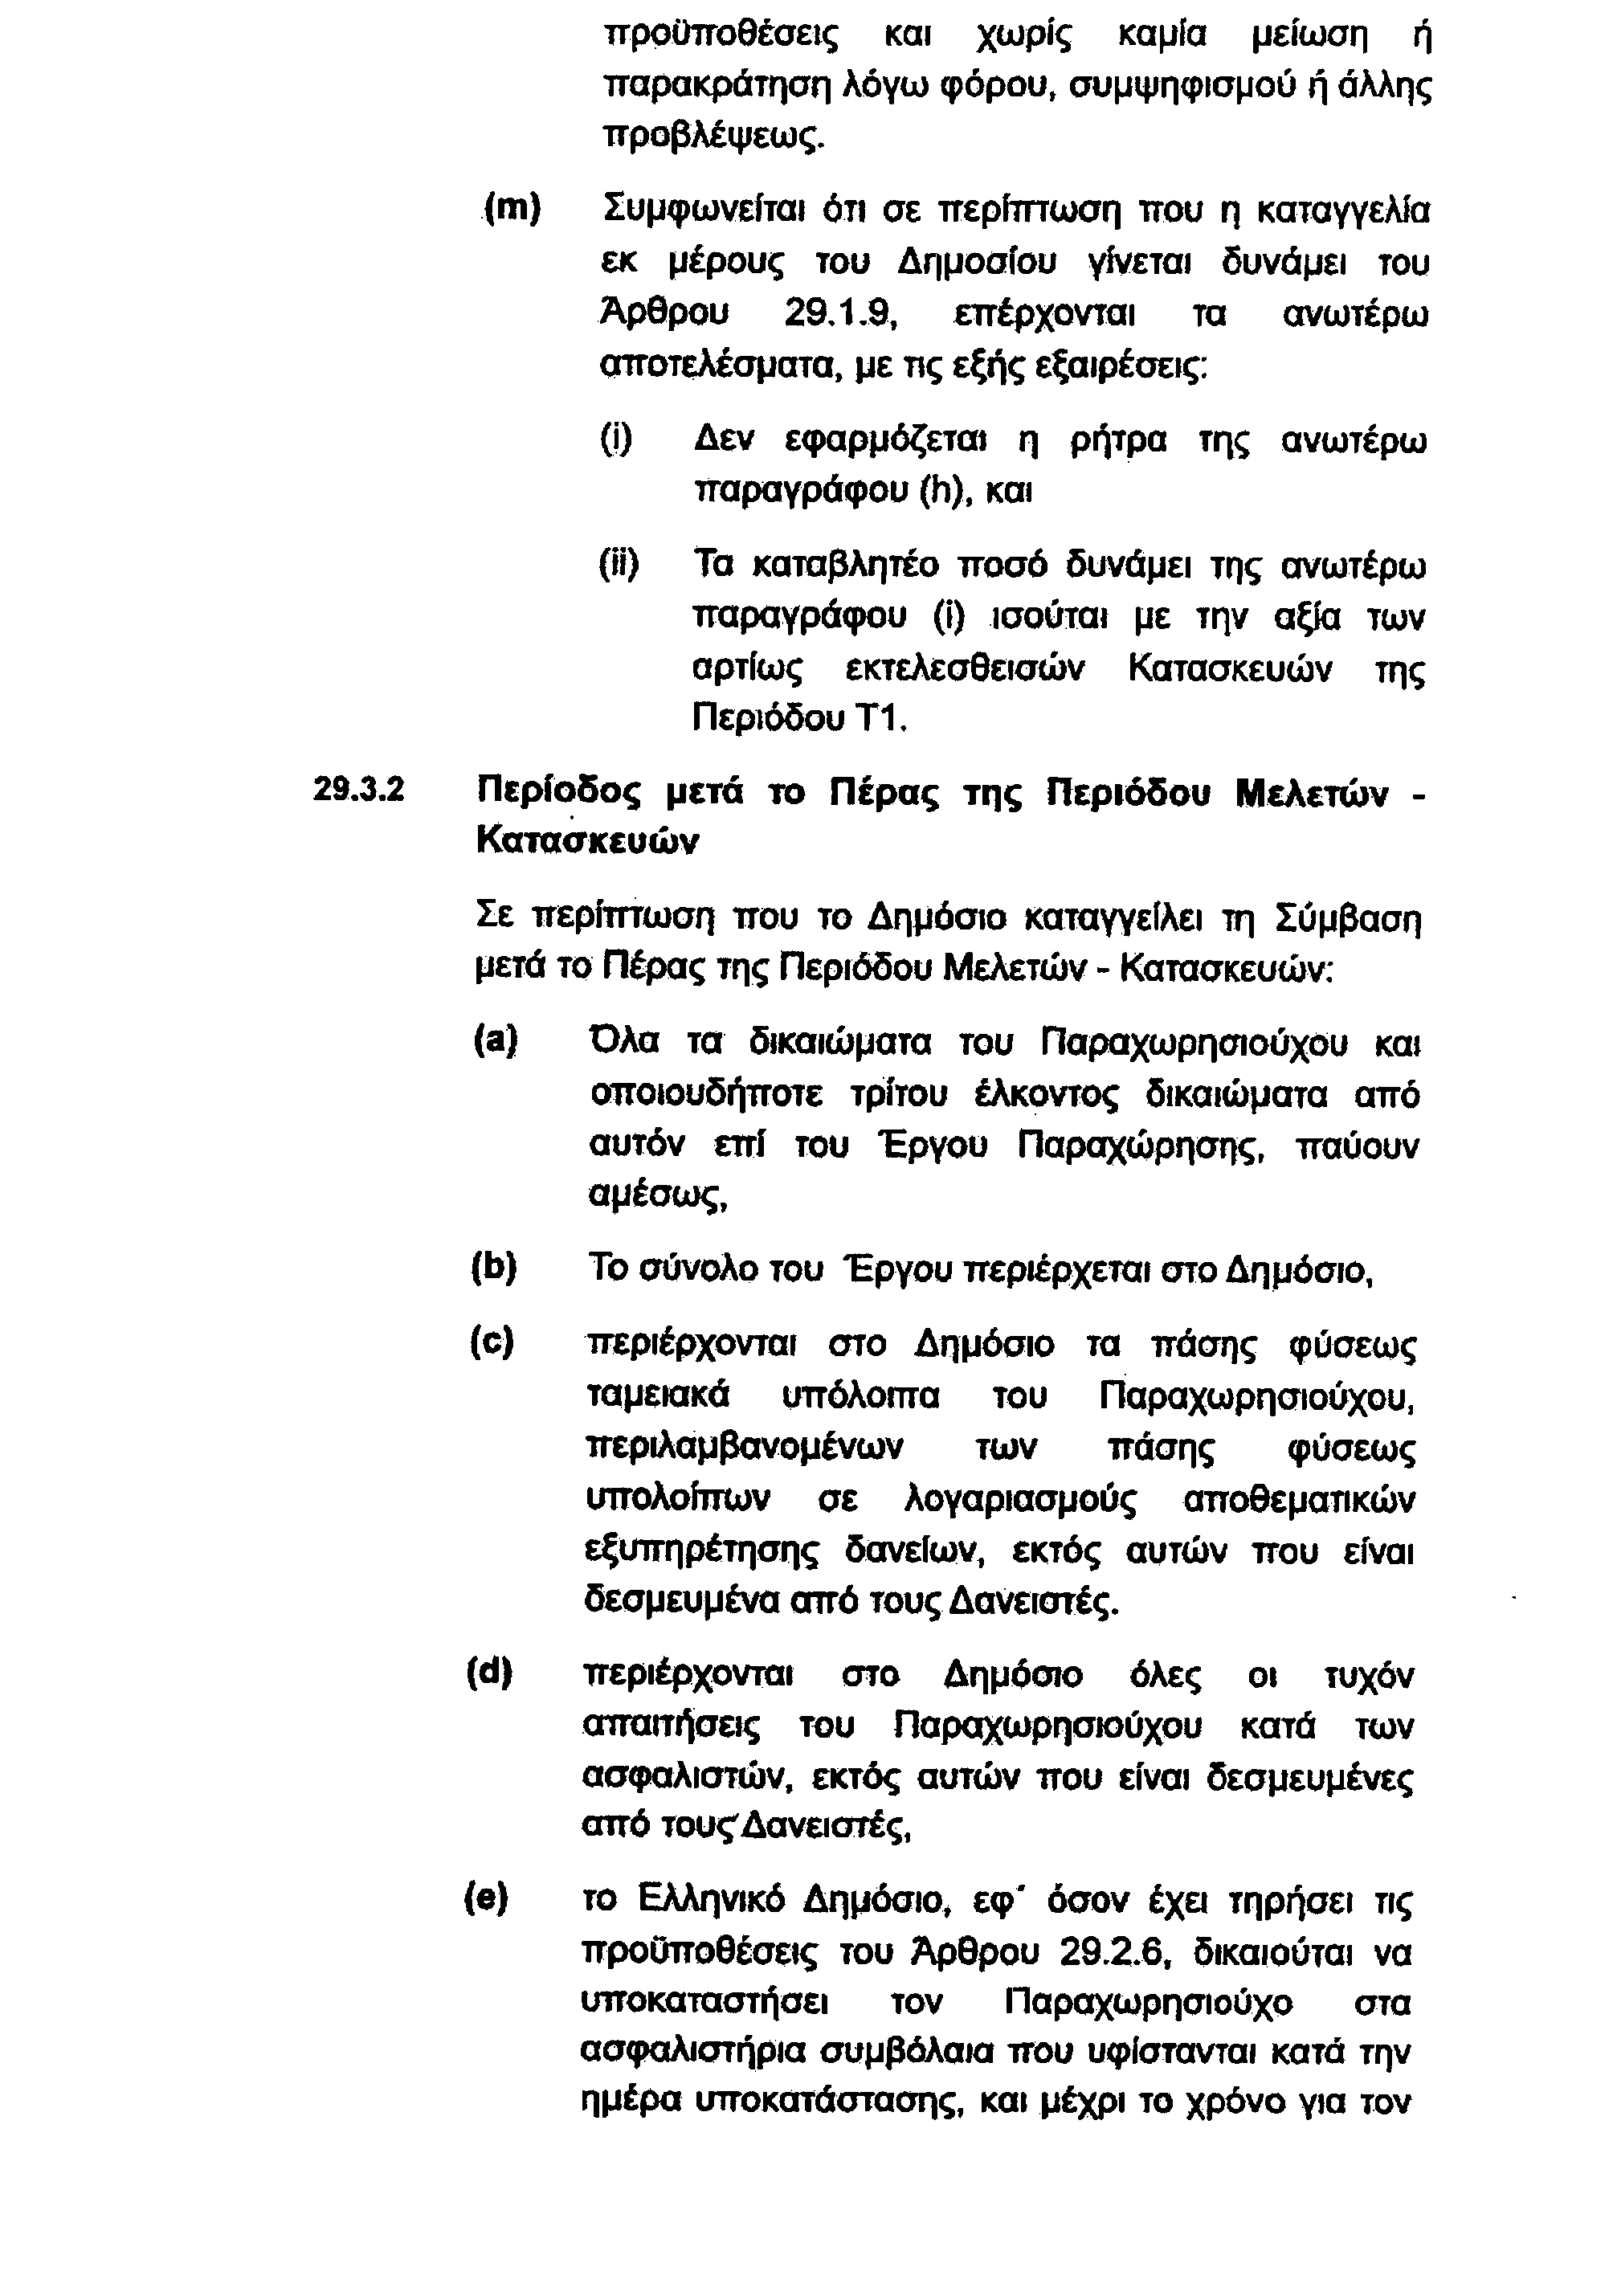 προϋποθέσεις και χωρίς καμία μείωση ή
παρακράτηση λόγω φόρου, συμψηφισμού ή άλλης
προβλέψεως.
(m) Συμφωνείται ότι σε περίπτωση που η καταγγελία
εκ μέρους του Δημοσίου γίνεται δυνάμει του
Άρθρου 29.1.9, επέρχονται τα ανωτέρω
αποτελέσματα, με τις εξής εξαιρέσεις:
(i) Δεν εφαρμόζεται η ρήτρα της ανωτέρω
παραγράφου (h), και
(ii) Τα καταβλητέο ποσό δυνάμει της ανωτέρω
παραγράφου (i) ισούται με την αξία των
αρτίως εκτελεσθεισών Κατασκευών της
Περιόδου Τ1.
29.3.2 Περίοδος μετά το Πέρας της Περιόδου Μελετών -
Κατασκευών
Σε περίπτωση που το Δημόσιο καταγγείλει τη Σύμβαση
μετά το Πέρας της Περιόδου Μελετών - Κατασκευών:
(a) Όλα τα δικαιώματα του Παραχωρησιούχου και
οποιουδήποτε τρίτου έλκοντος δικαιώματα από
αυτόν επί του Έργου Παραχώρησης, παύουν
αμέσως,
(b) Το σύνολο του Έργου περιέρχεται στο Δημόσιο,
(c) περιέρχονται στο Δημόσιο τα πάσης φύσεως
ταμειακά υπόλοιπα του Παραχωρησιούχου,
περιλαμβανομένων των πάσης φύσεως
υπολοίπων σε λογαριασμούς αποθεματικών
εξυπηρέτησης δανείων, εκτός αυτών που είναι
δεσμευμένα από τους Δανειστές.
(d) περιέρχονται στο Δημόσιο όλες οι τυχόν
απαιτήσεις του Παραχωρησιούχου κατά των
ασφαλιστών, εκτός αυτών που είναι δεσμευμένες
από τους Δανειστές,
(e) το Ελληνικό Δημόσιο, εφ' όσον έχει τηρήσει τις
προϋποθέσεις του Άρθρου 29.2.6, δικαιούται να
υποκαταστήσει τον Παραχωρησιούχο στα
ασφαλιστήρια συμβόλαια που υφίστανται κατά την
ημέρα υποκατάστασης, και μέχρι το χρόνο για τον